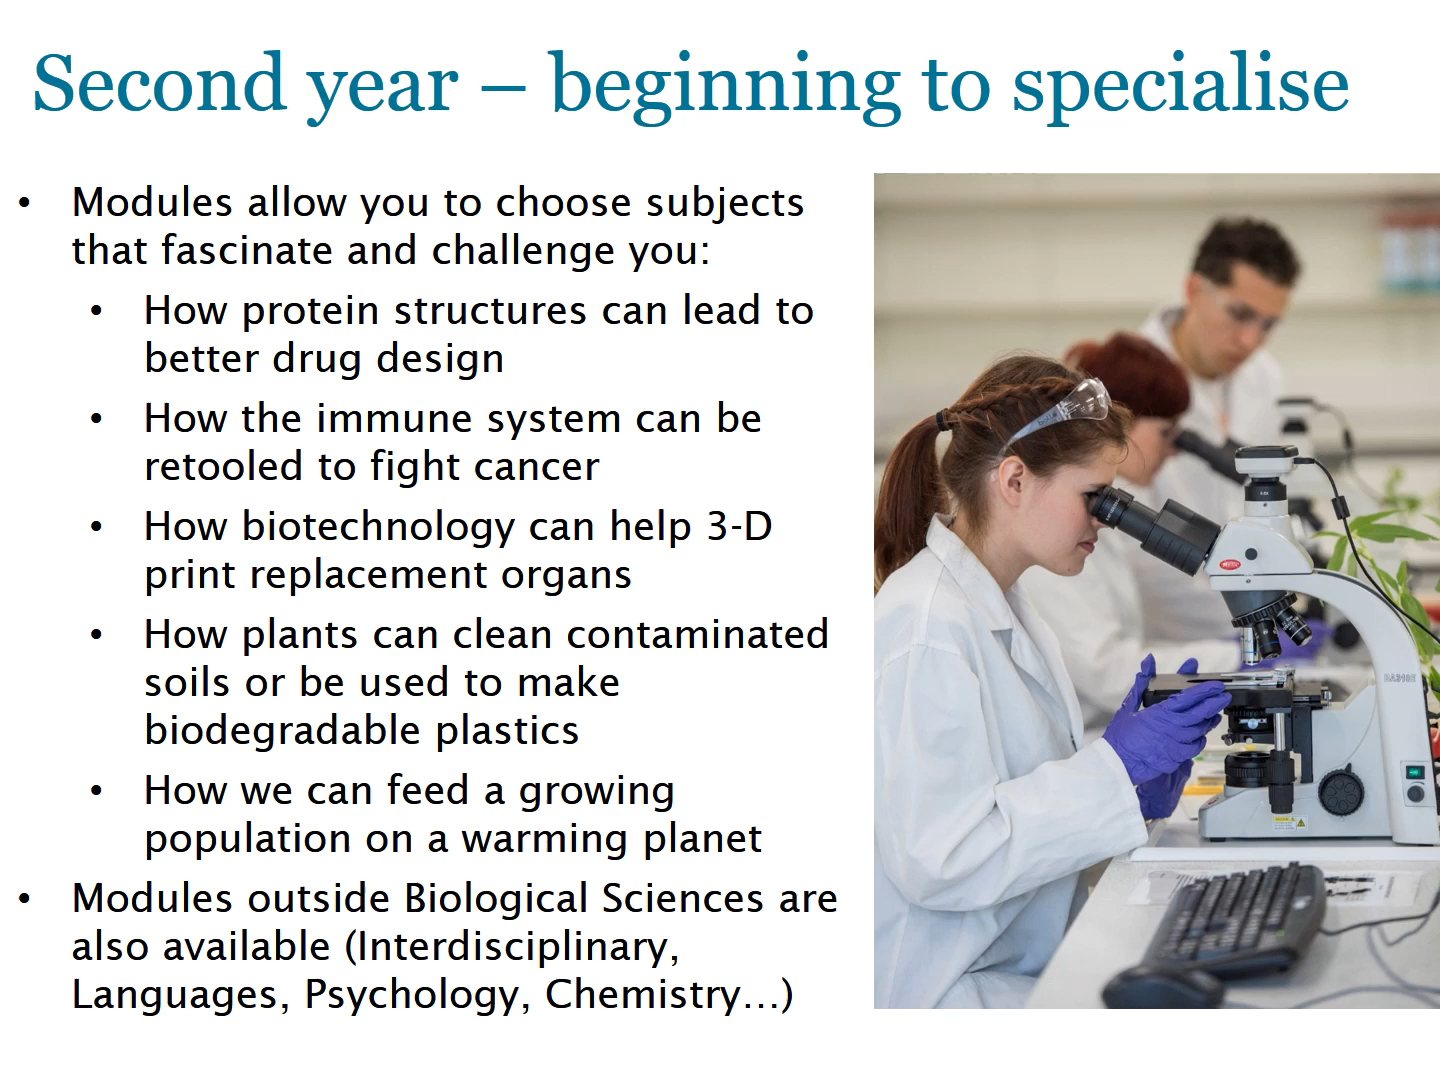 Second year – beginning to specialise
• Modules allow you to choose subjects
that fascinate and challenge you:
• How protein structures can lead to
better drug design
• How the immune system can be
retooled to fight cancer
• How biotechnology can help 3-D
print replacement organs
• How plants can clean contaminated
soils or be used to make
biodegradable plastics
• How we can feed a growing
population on a warming planet
• Modules outside Biological Sciences are
also available (Interdisciplinary,
Languages, Psychology, Chemistry...)